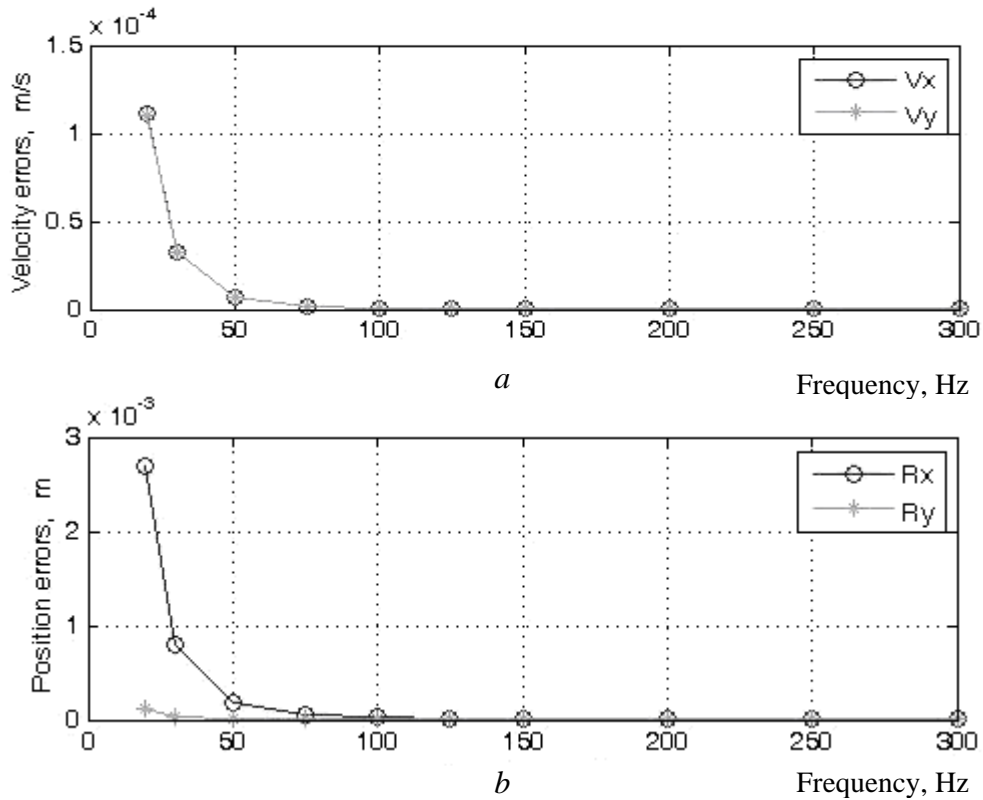 x 10^-4
1.5
1
0.5
0
Velocity errors, m/s
Vx
Vy
0 50 100 150 200 250 300
a
Frequency, Hz
x 10^-3
3
2
1
0
Position errors, m
Rx
Ry
0 50 100 150 200 250 300
b
Frequency, Hz